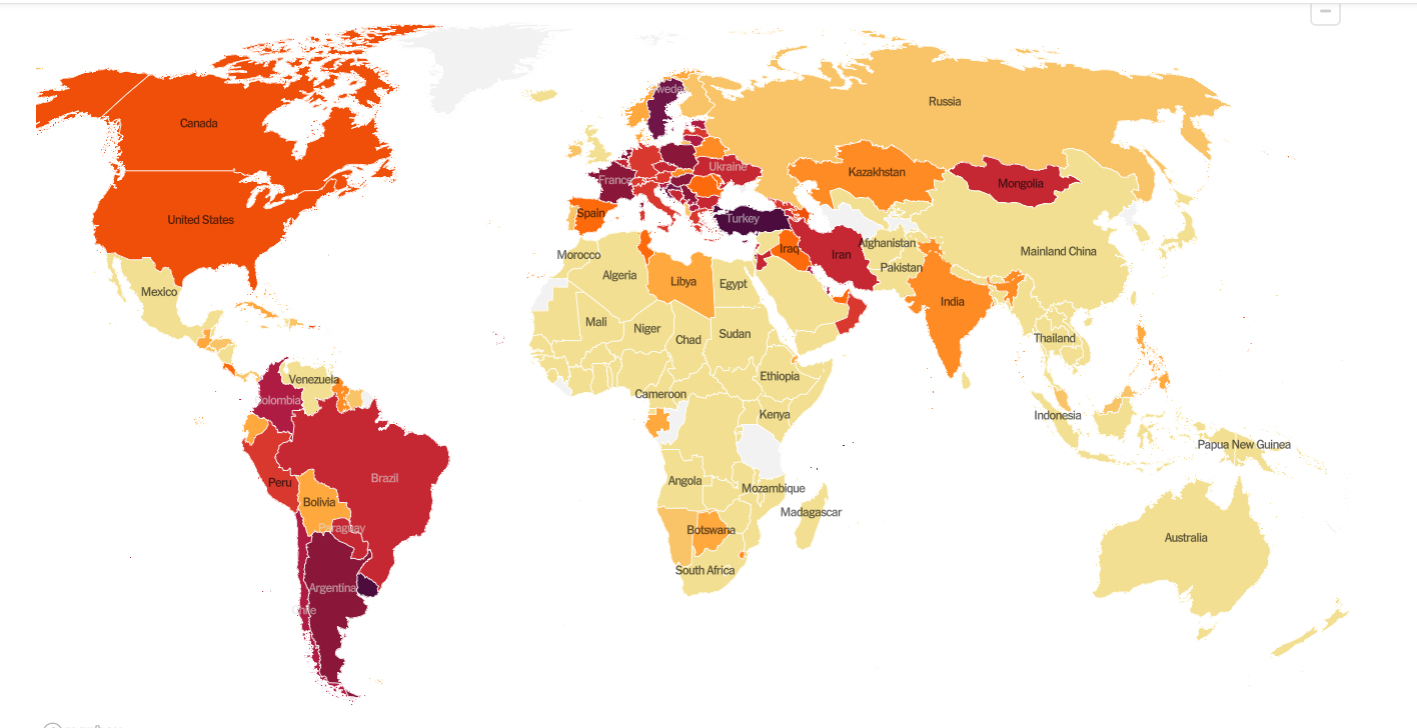 Russia
Canada
Ukraine
France
Kazakhstan
Mongolia
Spain
United States
Turkey
Afghanistan
Iraq
Iran
Mainland China
Morocco
Pakistan
Algeria
Libya
Egypt
Mexico
India
Mali
Niger
Chad
Sudan
Thailand
Venezuela
Ethiopia
Cameroon
Colombia
Kenya
Indonesia
Papua New Guinea
Brazil
Peru
Angola
Mozambique
Bolivia
Madagascar
Paraguay
Botswana
Australia
South Africa
Argentina
Chile